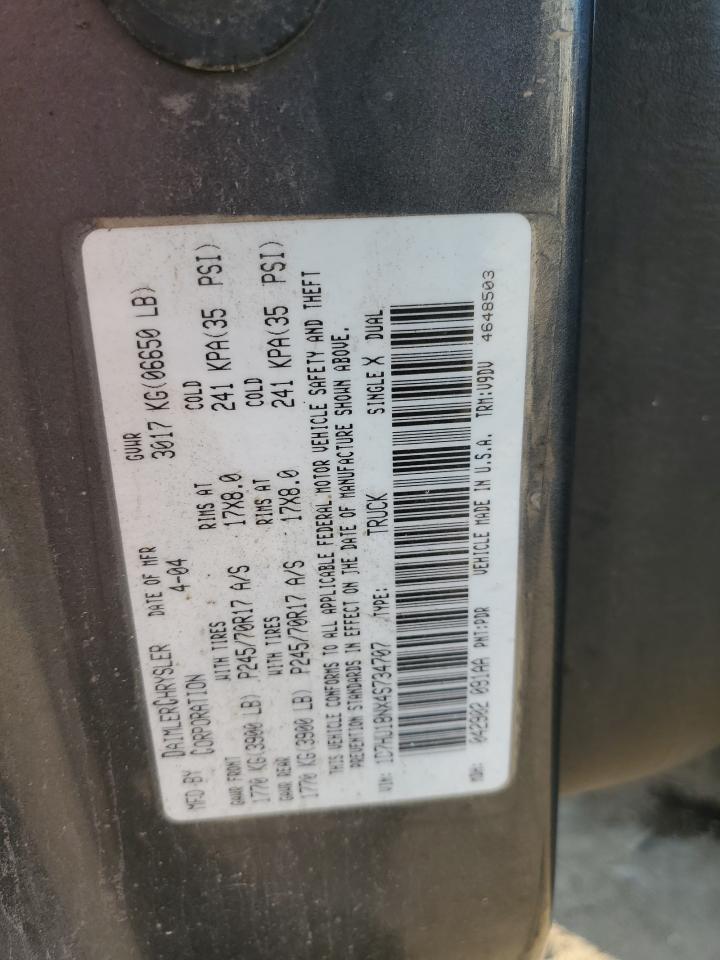 MFD BY DAIMLERCHRYSLER CORPORATION DATE OF MFR 4-04 GVWR 3017 KG(06650 LB)
GAWR FRONT WITH TIRES RIMS AT COLD
1770 KG(3900 LB) P245/70R17 A/S 17X8.0 241 KPA(35 PSI)
GAWR REAR WITH TIRES RIMS AT COLD
1770 KG(3900 LB) P245/70R17 A/S 17X8.0 241 KPA(35 PSI)
THIS VEHICLE CONFORMS TO ALL APPLICABLE FEDERAL MOTOR VEHICLE SAFETY AND THEFT
PREVENTION STANDARDS IN EFFECT ON THE DATE OF MANUFACTURE SHOWN ABOVE.
VIN: 1D7HU18NX4S734707 TYPE: TRUCK SINGLE X DUAL
MDH: 042902 091AA PNT:PDR VEHICLE MADE IN U.S.A. TRM:V9DV 4648503